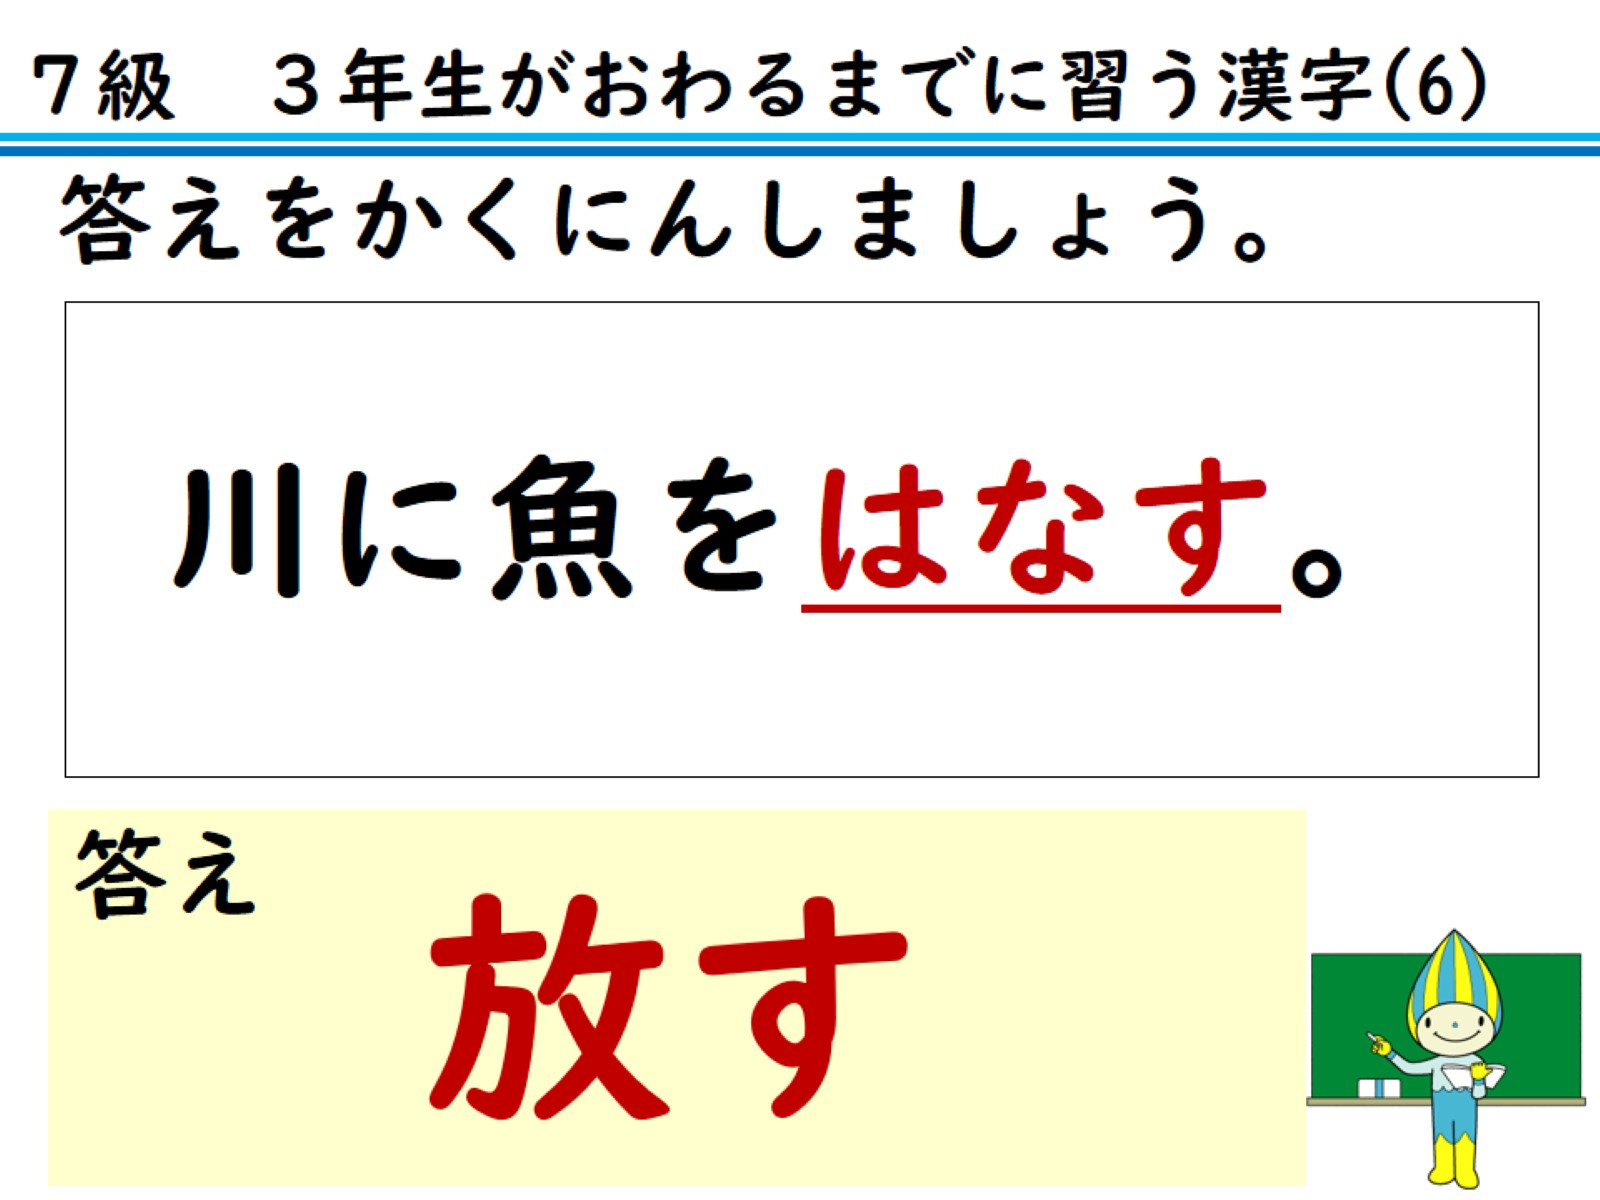 ７級　３年生がおわるまでに習う漢字(6)
答えをかくにんしましょう。
川に魚をはなす。
答え
放す